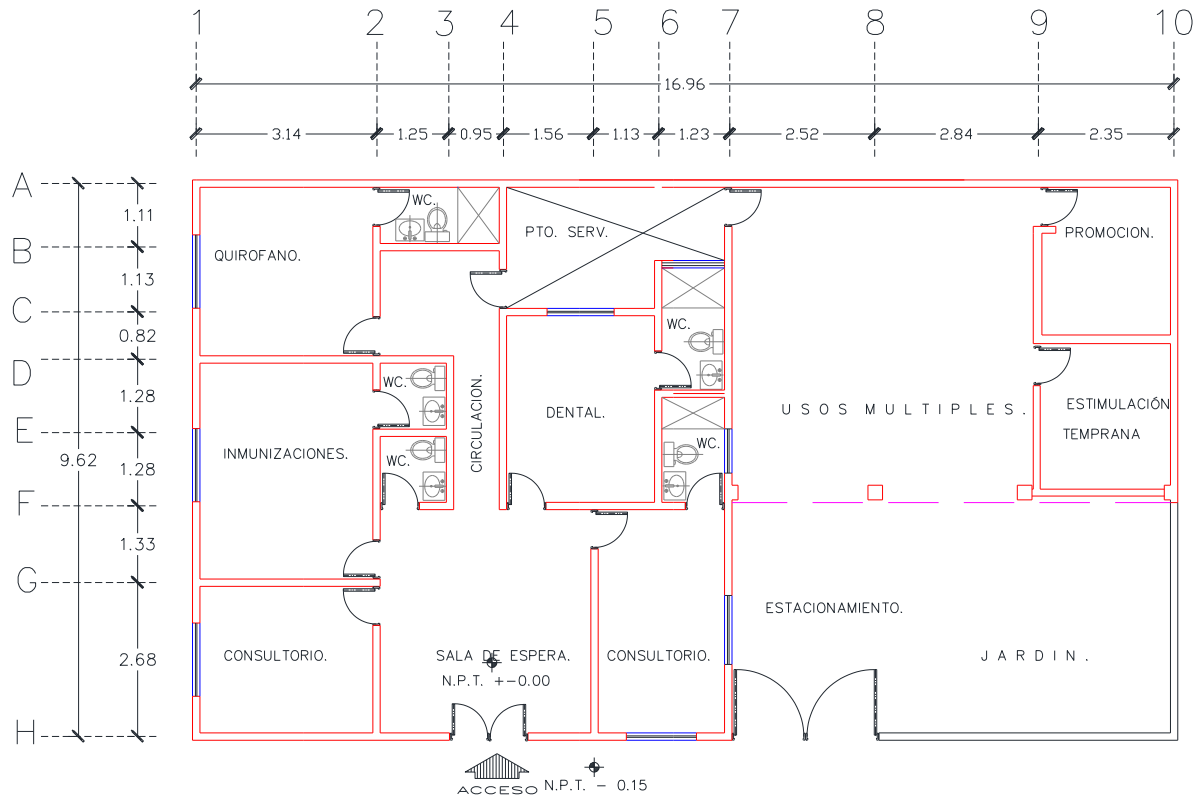 1 2 3 4 5 6 7 8 9 10
16.96
3.14 1.25 0.95 1.56 1.13 1.23 2.52 2.84 2.35
A
1.11
B
1.13
C
0.82
D
1.28
E
9.62
1.28
F
1.33
G
2.68
H
WC.
PTO. SERV.
PROMOCION.
QUIROFANO.
WC.
WC.
CIRCULACION.
DENTAL.
USOS MULTIPLES.
ESTIMULACIÓN
TEMPRANA
INMUNIZACIONES.
WC.
WC.
ESTACIONAMIENTO.
CONSULTORIO.
SALA DE ESPERA.
N.P.T. +-0.00
CONSULTORIO.
JARDIN.
ACCESO
N.P.T. - 0.15